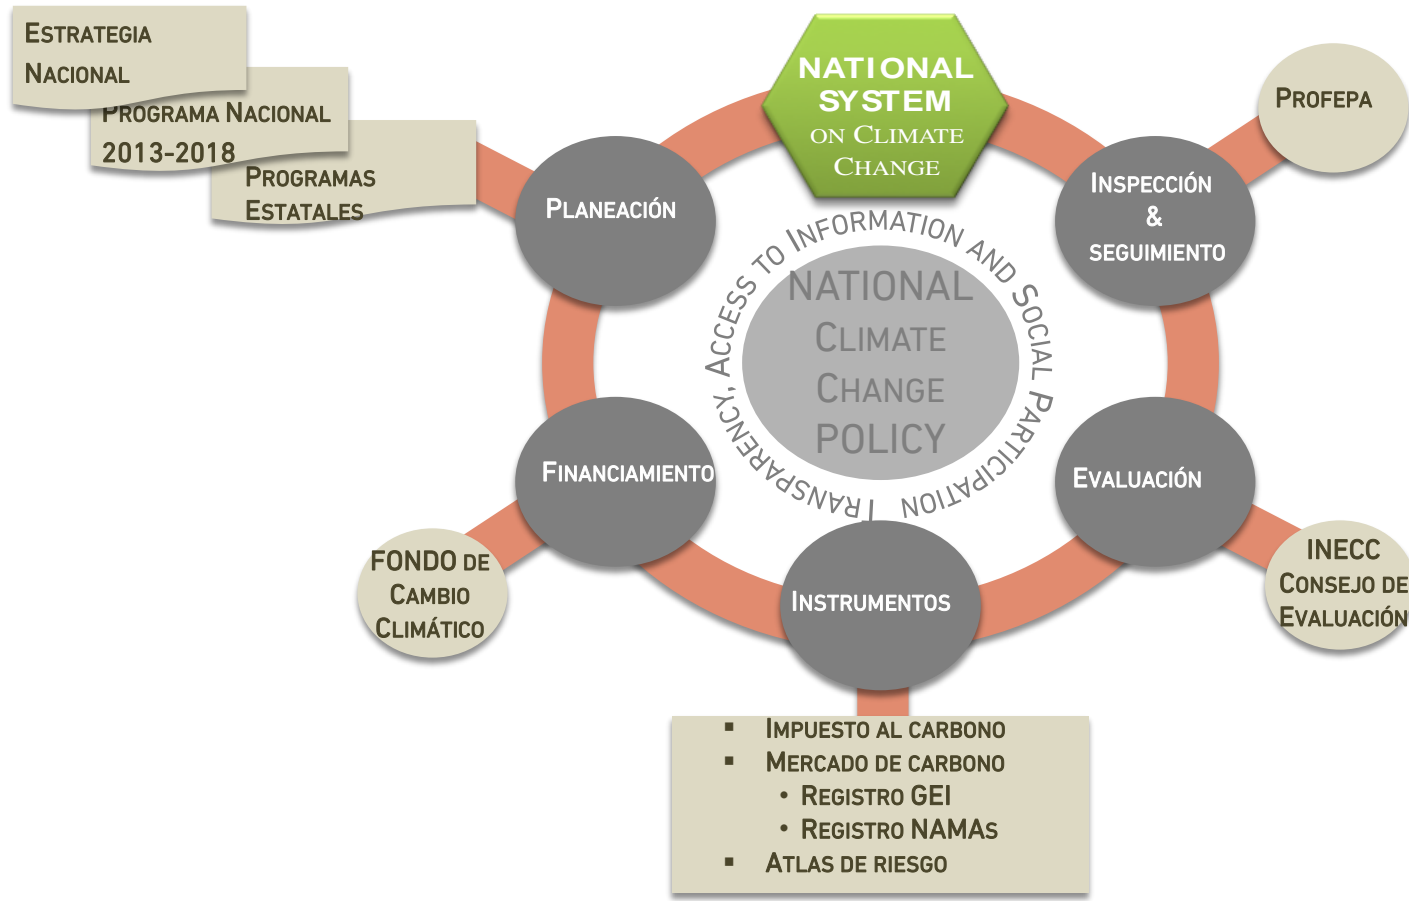 Estrategia
Nacional
Programa Nacional
2013-2018
Programas
Estatales
NATIONAL
SYSTEM
on Climate
Change
Profepa
Planeación
Inspección
&
seguimiento
Transparency, Access to Information and Social Participation
NATIONAL
Climate
Change
POLICY
Financiamiento
Evaluación
FONDO de
Cambio
Climático
Instrumentos
INECC
Consejo de
Evaluación
▪ Impuesto al carbono
▪ Mercado de carbono
• Registro GEI
• Registro NAMAs
▪ Atlas de riesgo